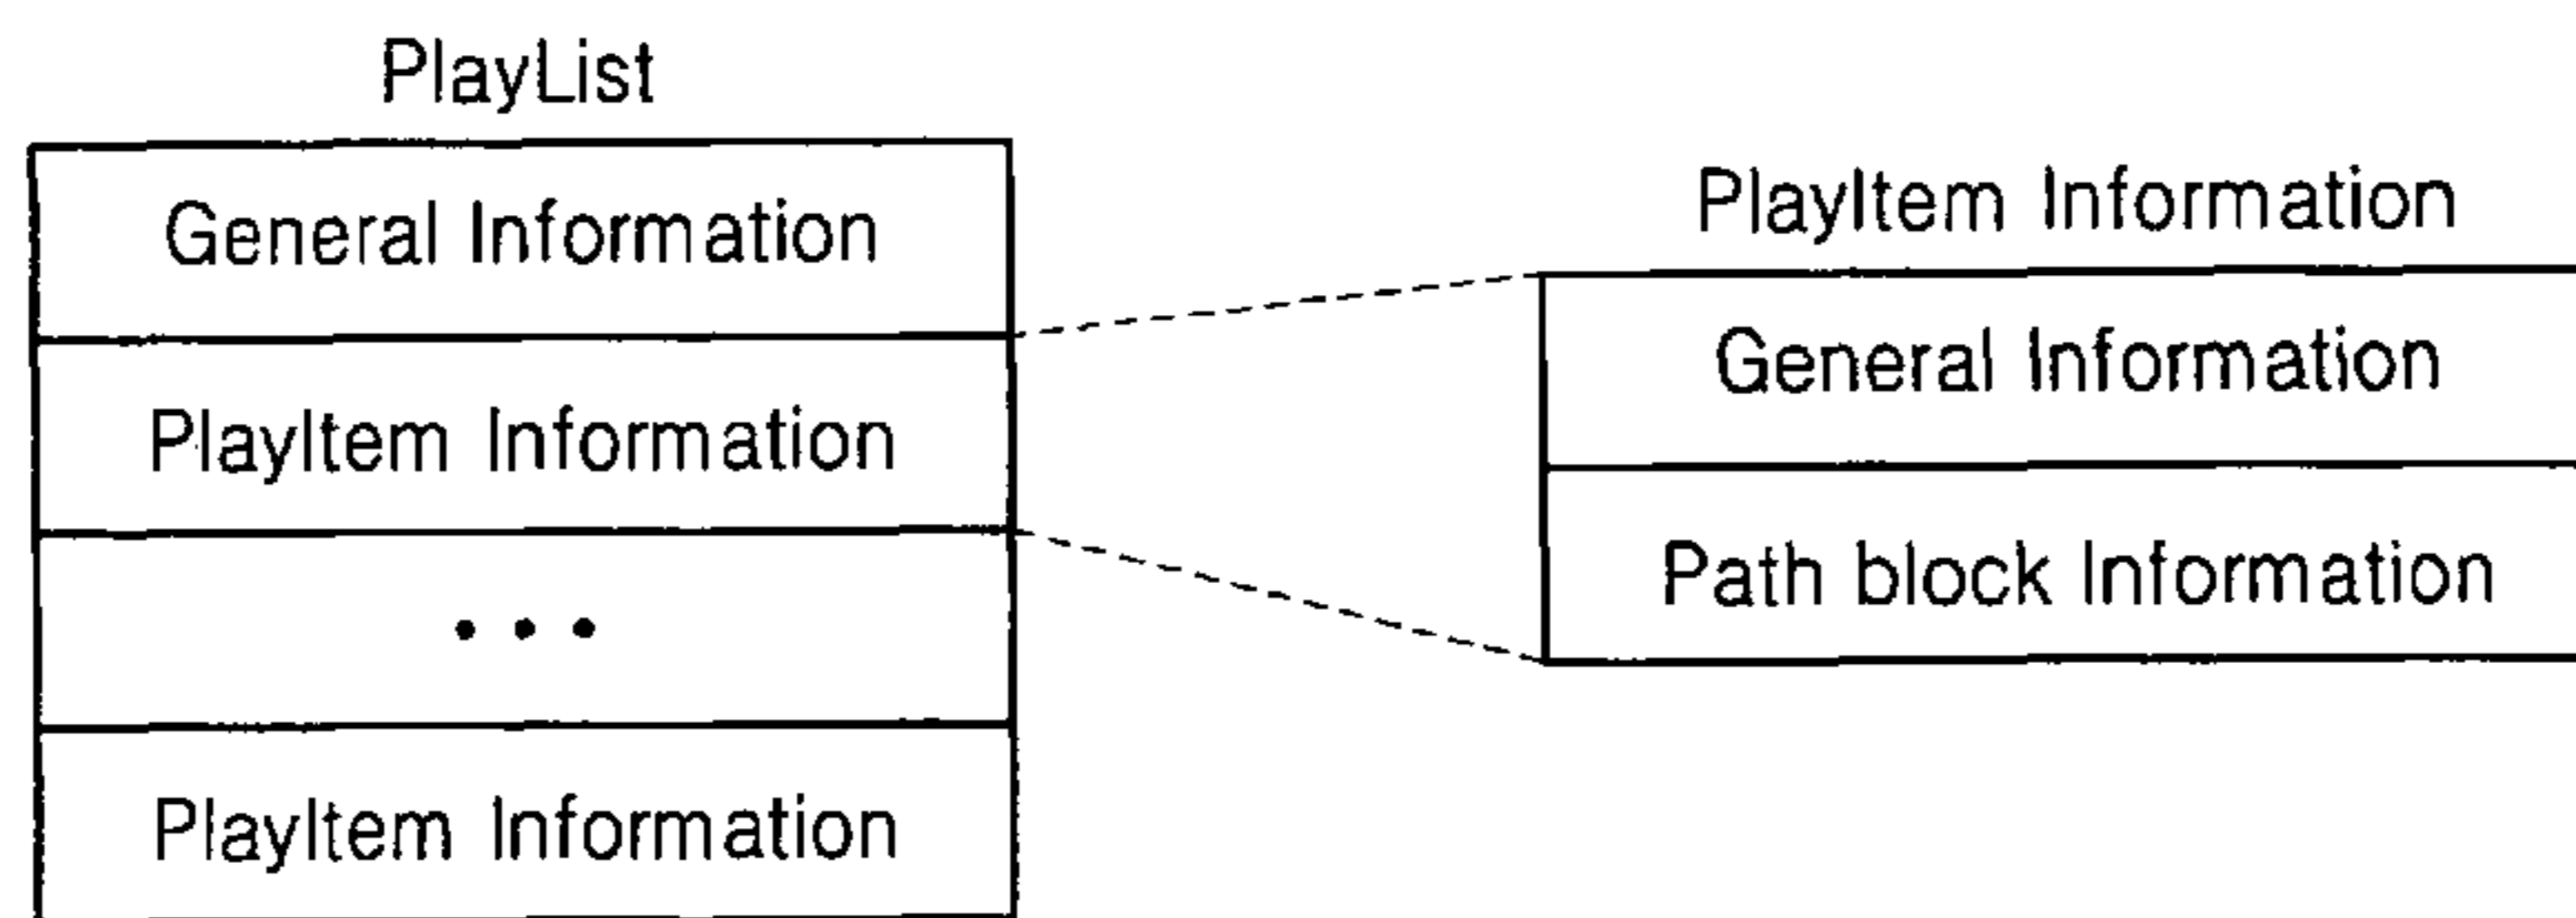 PlayList
General Information
PlayItem Information
• • •
PlayItem Information
PlayItem Information
General Information
Path block Information